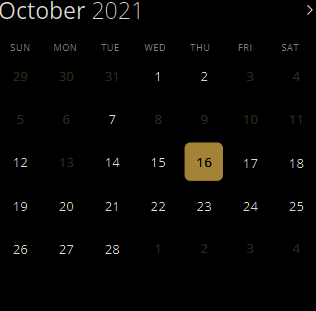 October 2021
SUN MON TUE WED THU FRI SAT
29 30 31 1 2 3 4
5 6 7 8 9 10 11
12 13 14 15 16 17 18
19 20 21 22 23 24 25
26 27 28 1 2 3 4